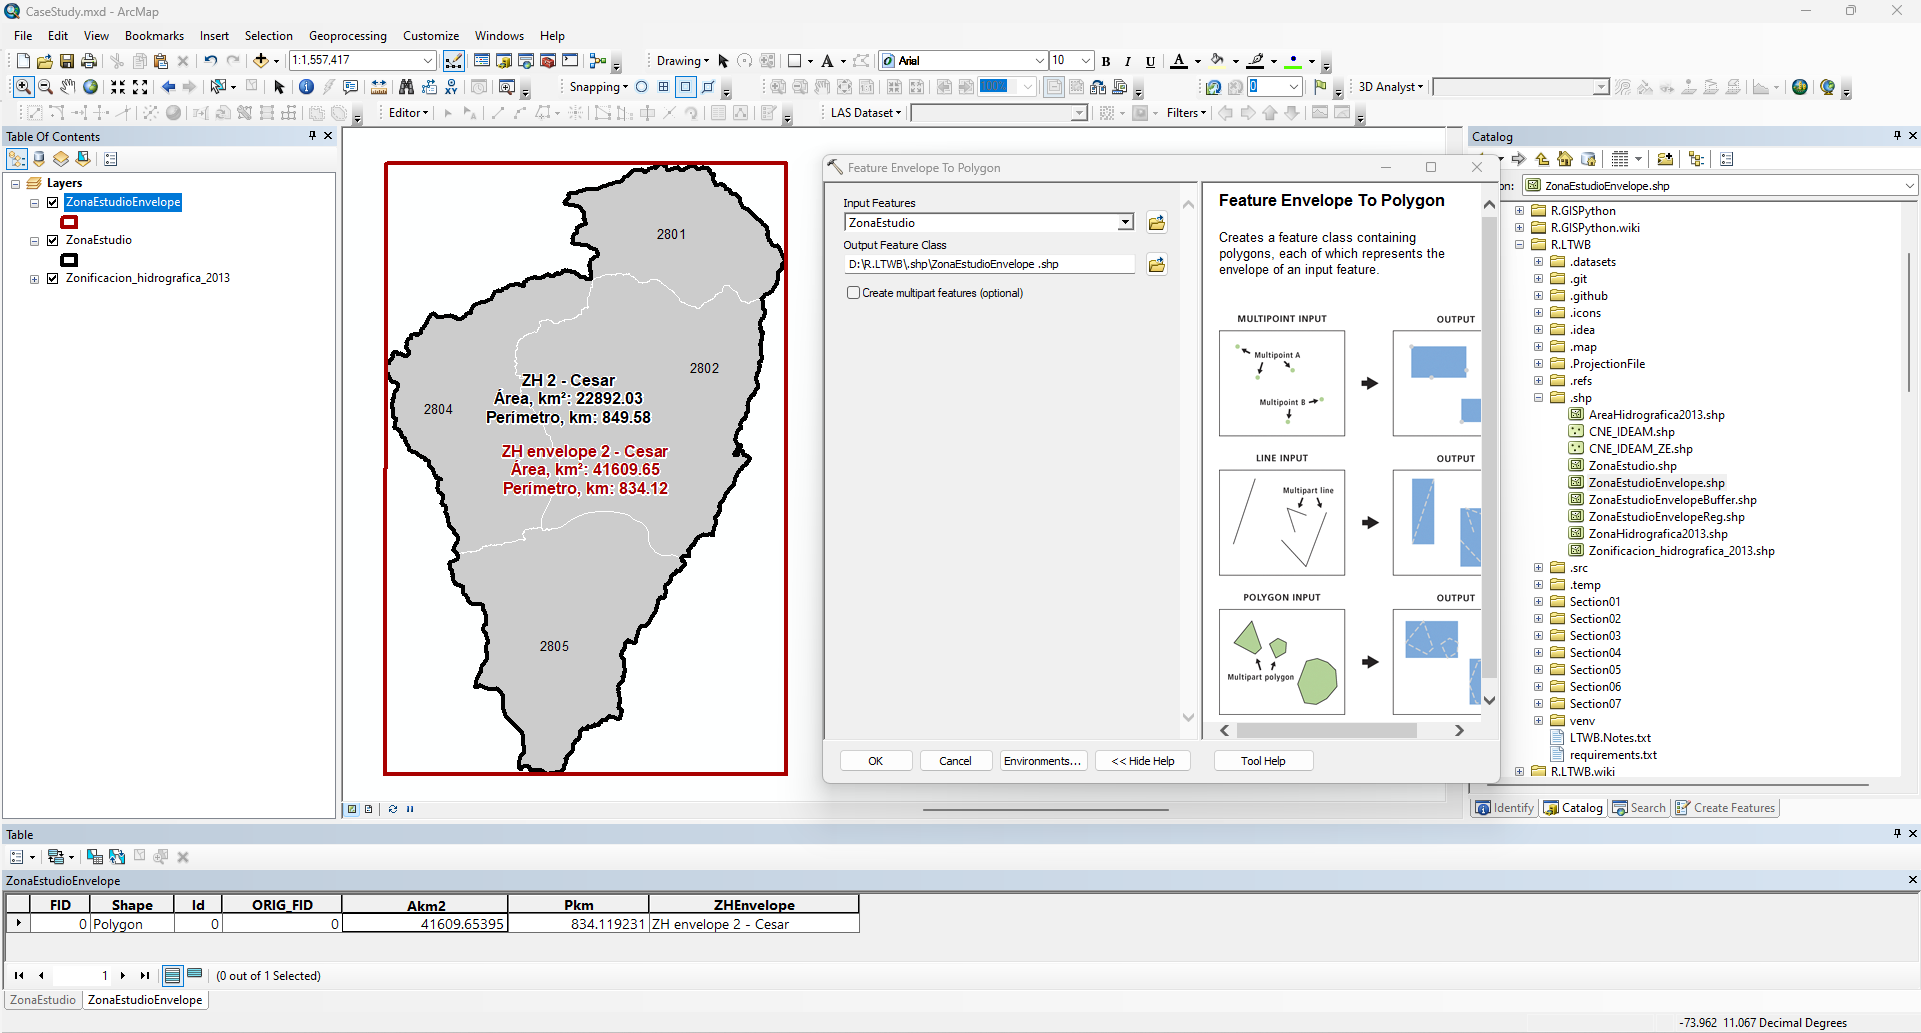 CaseStudy.mxd - ArcMap
File Edit View Bookmarks Insert Selection Geoprocessing Customize Windows Help
1:1,557,417
Drawing
A
Arial
10
B I U A
Snapping
100%
0
3D Analyst
Editor
LAS Dataset
Filters
Table Of Contents
Layers
ZonaEstudioEnvelope
ZonaEstudio
Zonificacion_hidrografica_2013
2801
2802
2804
ZH 2 - Cesar
Área, km²: 22892.03
Perímetro, km: 849.58
ZH envelope 2 - Cesar
Área, km²: 41609.65
Perímetro, km: 834.12
2805
Feature Envelope To Polygon
Input Features
ZonaEstudio
Output Feature Class
D:\R.LTWB\.shp\ZonaEstudioEnvelope .shp
Create multipart features (optional)
Feature Envelope To Polygon
Creates a feature class containing
polygons, each of which represents the
envelope of an input feature.
MULTIPOINT INPUT
OUTPUT
Multipoint A
Multipoint B
LINE INPUT
OUTPUT
Multipart line
POLYGON INPUT
OUTPUT
Multipart polygon
OK
Cancel
Environments...
<< Hide Help
Tool Help
Catalog
on:
ZonaEstudioEnvelope.shp
R.GISPython
R.GISPython.wiki
R.LTWB
.datasets
.git
.github
.icons
.idea
.map
.ProjectionFile
.refs
.shp
AreaHidrografica2013.shp
CNE_IDEAM.shp
CNE_IDEAM_ZE.shp
ZonaEstudio.shp
ZonaEstudioEnvelope.shp
ZonaEstudioEnvelopeBuffer.shp
ZonaEstudioEnvelopeReg.shp
ZonaHidrografica2013.shp
Zonificacion_hidrografica_2013.shp
.src
.temp
Section01
Section02
Section03
Section04
Section05
Section06
Section07
venv
LTWB.Notes.txt
requirements.txt
R.LTWB.wiki
Identify Catalog Search Create Features
Table
ZonaEstudioEnvelope
FID Shape Id ORIG_FID Akm2 Pkm ZHEnvelope
0 Polygon 0 0 41609.65395 834.119231 ZH envelope 2 - Cesar
1
(0 out of 1 Selected)
ZonaEstudio ZonaEstudioEnvelope
-73.962 11.067 Decimal Degrees